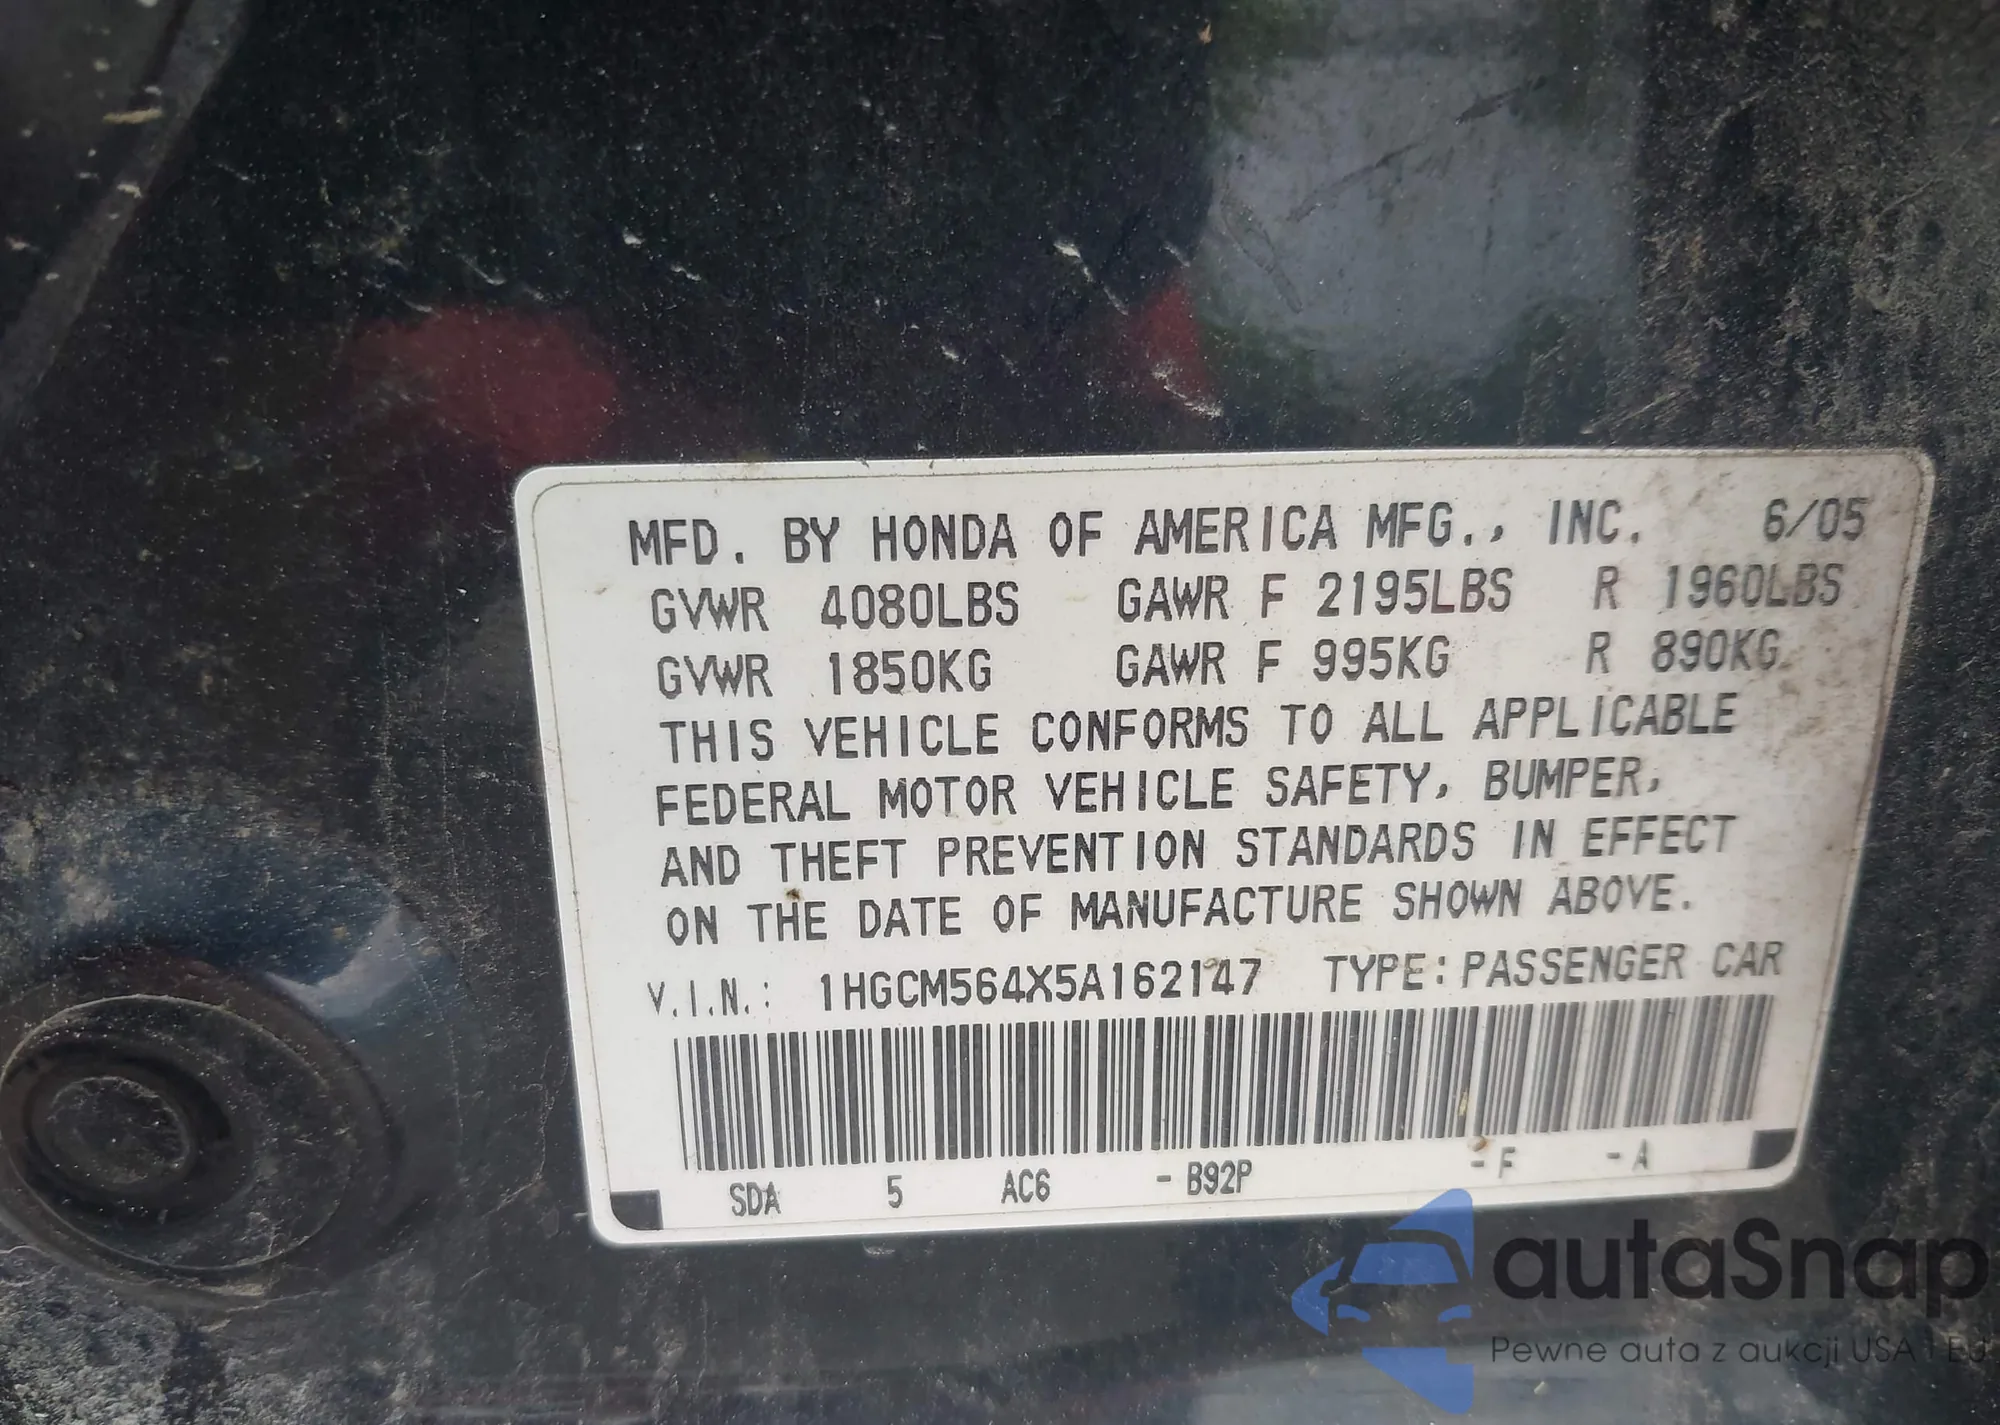 MFD. BY HONDA OF AMERICA MFG., INC. 6/05
GVWR 4080LBS GAWR F 2195LBS R 1960LBS
GVWR 1850KG GAWR F 995KG R 890KG
THIS VEHICLE CONFORMS TO ALL APPLICABLE
FEDERAL MOTOR VEHICLE SAFETY, BUMPER,
AND THEFT PREVENTION STANDARDS IN EFFECT
ON THE DATE OF MANUFACTURE SHOWN ABOVE.
V.I.N.: 1HGCM564X5A162147 TYPE: PASSENGER CAR
SDA 5 AC6 - B92P - F - A
autaSnap
Pewne auta z aukcji USA i EU